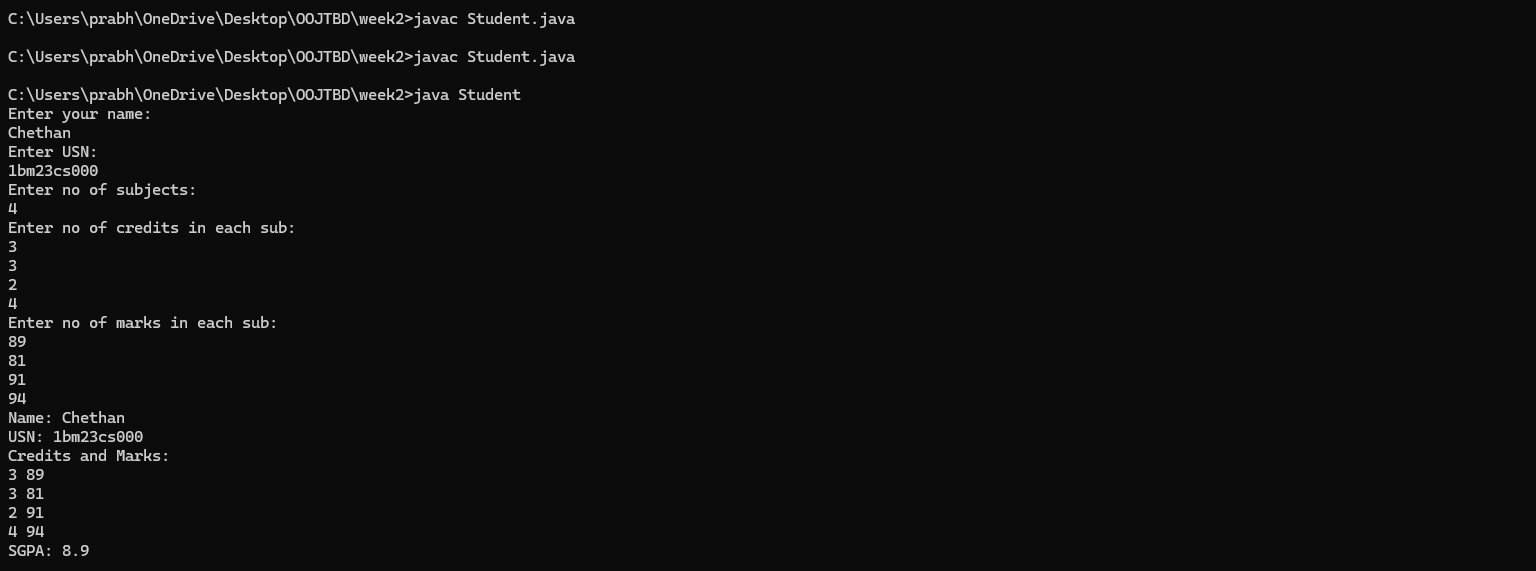 C:\Users\prabh\OneDrive\Desktop\OOJTBD\week2>javac Student.java
C:\Users\prabh\OneDrive\Desktop\OOJTBD\week2>javac Student.java
C:\Users\prabh\OneDrive\Desktop\OOJTBD\week2>java Student
Enter your name:
Chethan
Enter USN:
1bm23cs000
Enter no of subjects:
4
Enter no of credits in each sub:
3
3
2
4
Enter no of marks in each sub:
89
81
91
94
Name: Chethan
USN: 1bm23cs000
Credits and Marks:
3 89
3 81
2 91
4 94
SGPA: 8.9